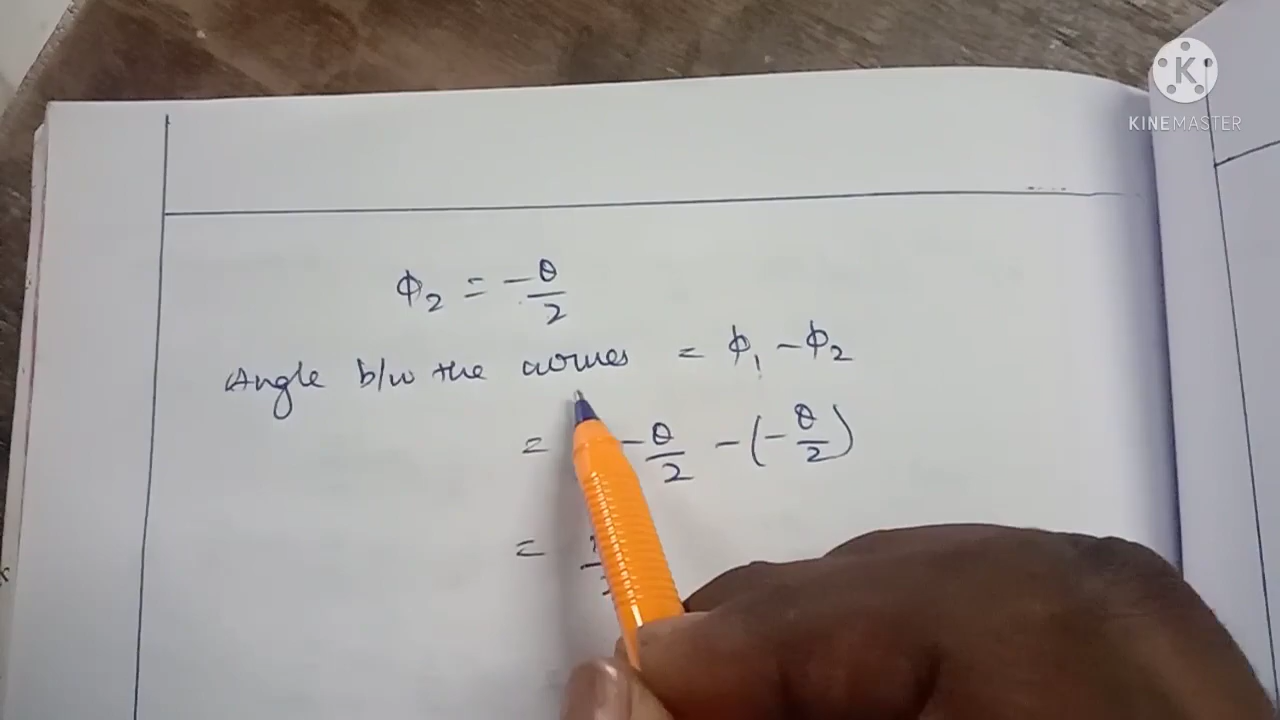 K
KINEMASTER
ϕ₂ = -θ/2
Angle b/w the curves = ϕ₁ - ϕ₂
= -θ/2 - (-θ/2)
=